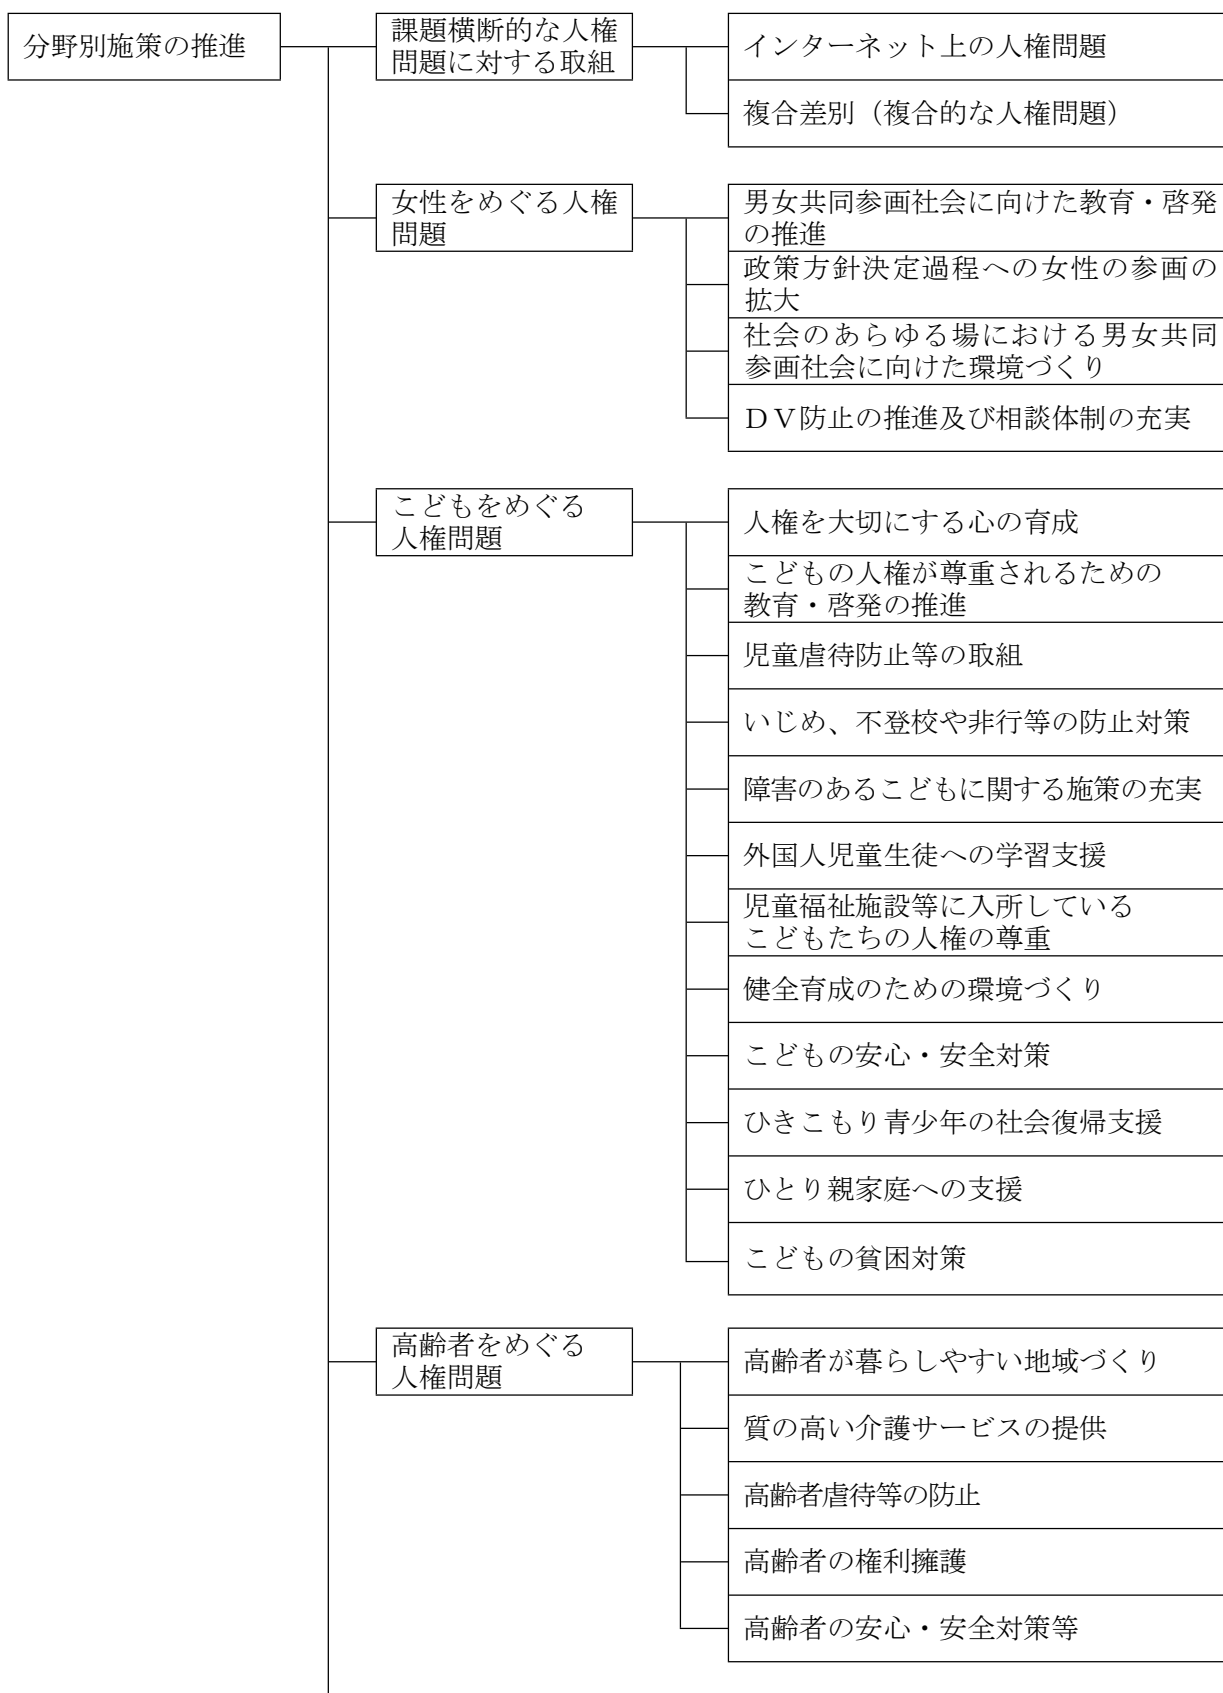 分野別施策の推進
課題横断的な人権
問題に対する取組
インターネット上の人権問題
複合差別（複合的な人権問題）
女性をめぐる人権
問題
男女共同参画社会に向けた教育・啓発
の推進
政策方針決定過程への女性の参画の
拡大
社会のあらゆる場における男女共同
参画社会に向けた環境づくり
ＤＶ防止の推進及び相談体制の充実
こどもをめぐる
人権問題
人権を大切にする心の育成
こどもの人権が尊重されるための
教育・啓発の推進
児童虐待防止等の取組
いじめ、不登校や非行等の防止対策
障害のあるこどもに関する施策の充実
外国人児童生徒への学習支援
児童福祉施設等に入所している
こどもたちの人権の尊重
健全育成のための環境づくり
こどもの安心・安全対策
ひきこもり青少年の社会復帰支援
ひとり親家庭への支援
こどもの貧困対策
高齢者をめぐる
人権問題
高齢者が暮らしやすい地域づくり
質の高い介護サービスの提供
高齢者虐待等の防止
高齢者の権利擁護
高齢者の安心・安全対策等